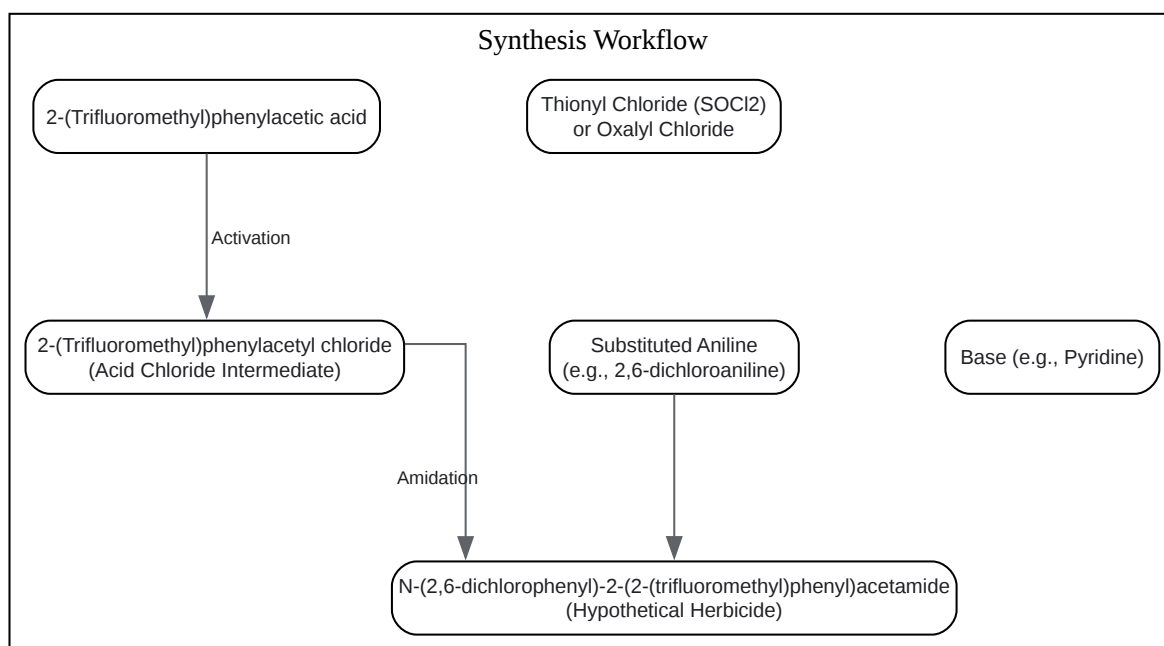 Synthesis Workflow
2-(Trifluoromethyl)phenylacetic acid
Thionyl Chloride (SOCl2)
or Oxalyl Chloride
Activation
2-(Trifluoromethyl)phenylacetyl chloride
(Acid Chloride Intermediate)
Substituted Aniline
(e.g., 2,6-dichloroaniline)
Base (e.g., Pyridine)
Amidation
N-(2,6-dichlorophenyl)-2-(2-(trifluoromethyl)phenyl)acetamide
(Hypothetical Herbicide)